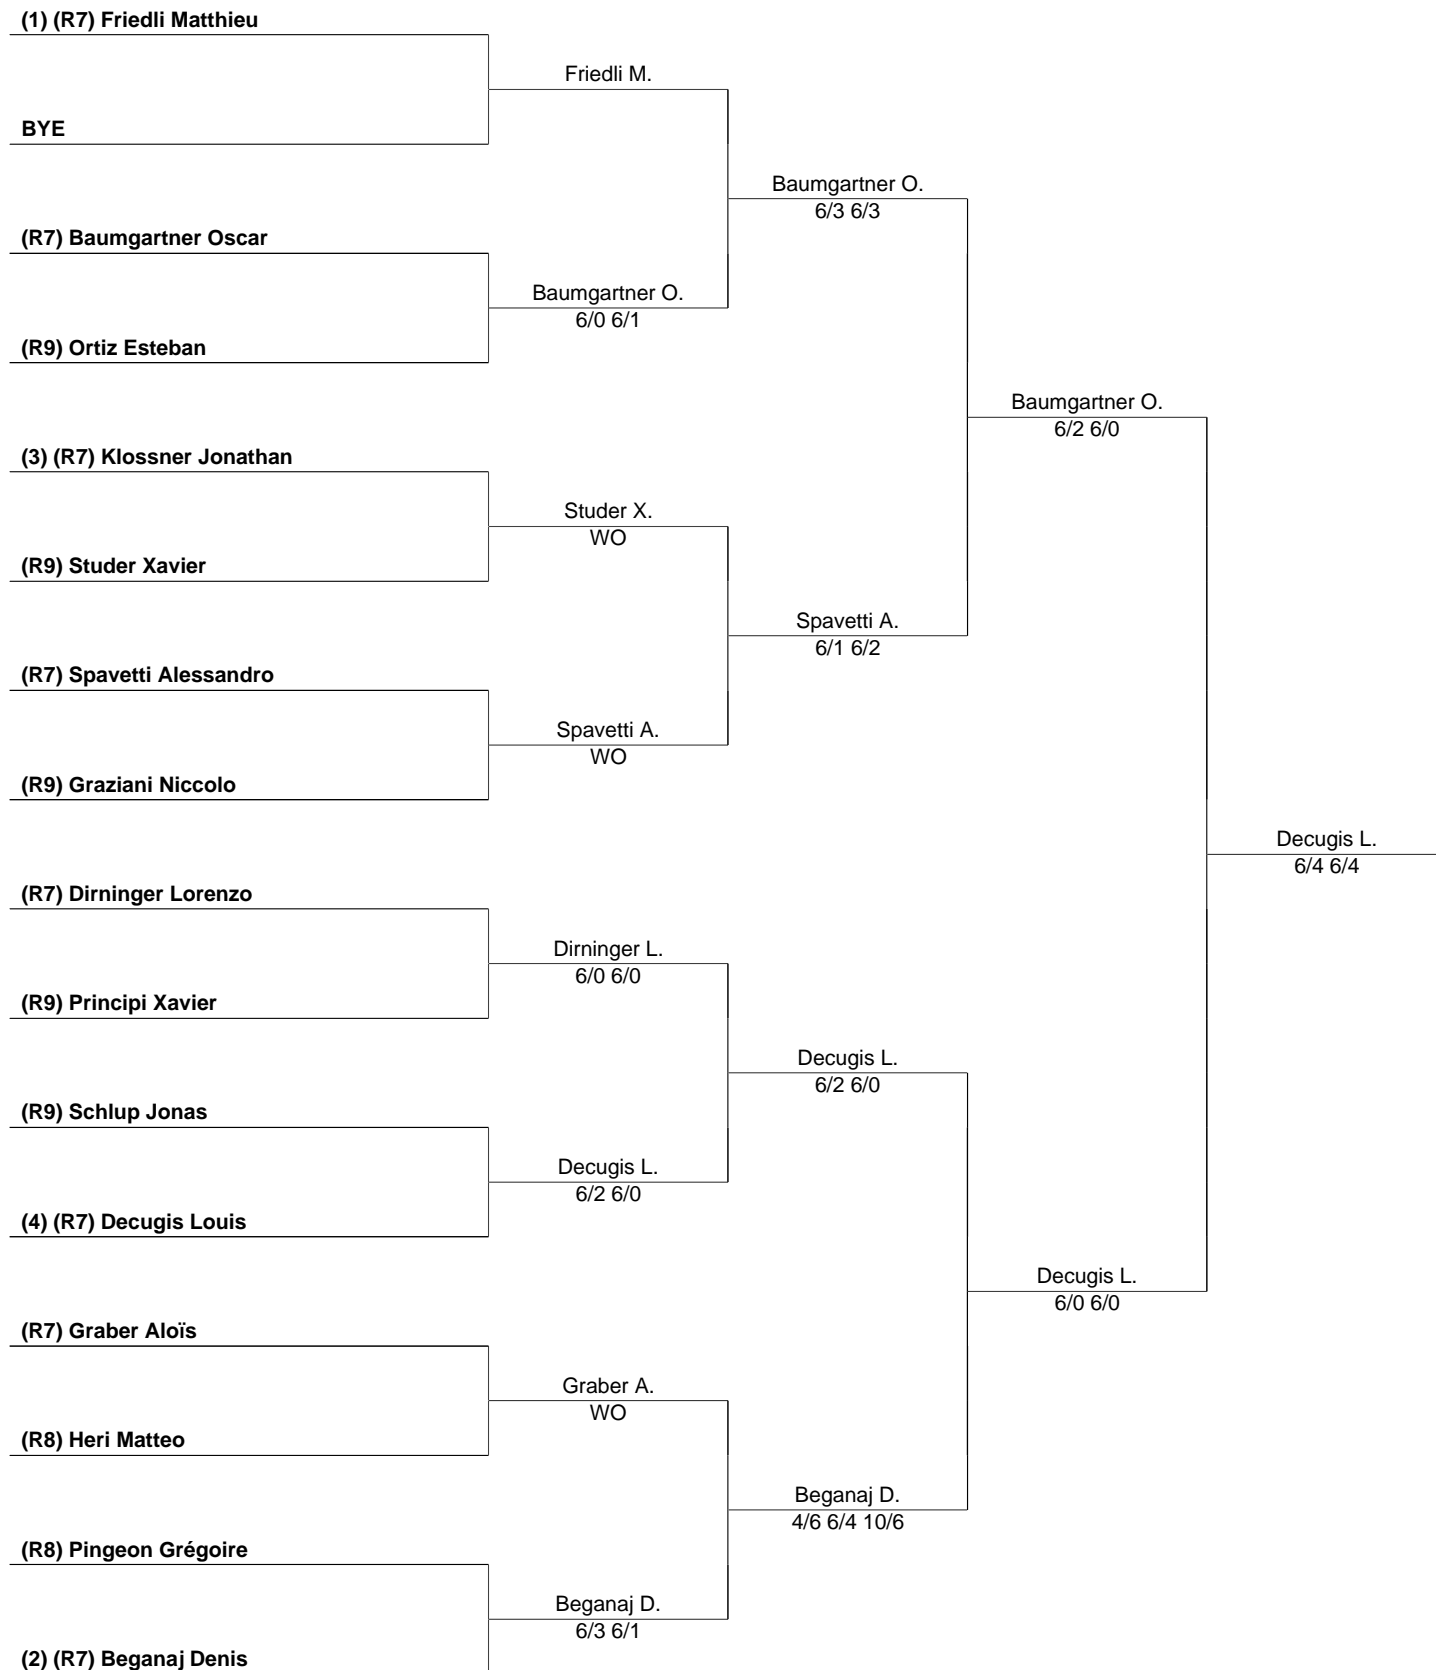 (1) (R7) Friedli Matthieu
Friedli M.
BYE
Baumgartner O.
6/3 6/3
(R7) Baumgartner Oscar
Baumgartner O.
6/0 6/1
(R9) Ortiz Esteban
Baumgartner O.
6/2 6/0
(3) (R7) Klossner Jonathan
Studer X.
WO
(R9) Studer Xavier
Spavetti A.
6/1 6/2
(R7) Spavetti Alessandro
Spavetti A.
WO
(R9) Graziani Niccolo
Decugis L.
6/4 6/4
(R7) Dirninger Lorenzo
Dirninger L.
6/0 6/0
(R9) Principi Xavier
Decugis L.
6/2 6/0
(R9) Schlup Jonas
Decugis L.
6/2 6/0
(4) (R7) Decugis Louis
Decugis L.
6/0 6/0
(R7) Graber Aloïs
Graber A.
WO
(R8) Heri Matteo
Beganaj D.
4/6 6/4 10/6
(R8) Pingeon Grégoire
Beganaj D.
6/3 6/1
(2) (R7) Beganaj Denis